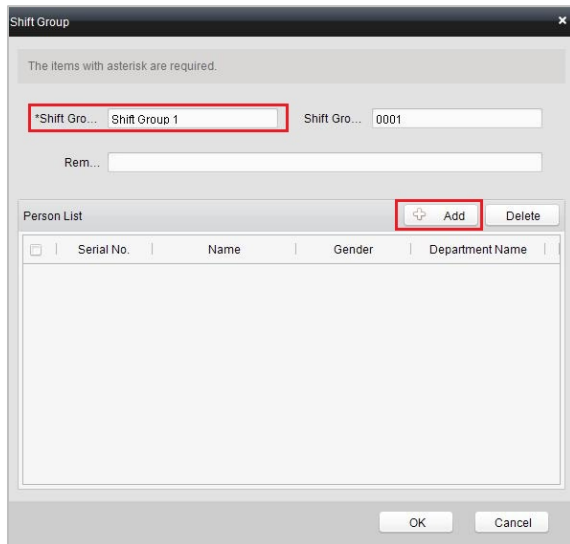 Shift Group
The items with asterisk are required.
*Shift Gro... Shift Group 1 Shift Gro... 0001
Rem...
Person List Add Delete
Serial No. Name Gender Department Name
OK Cancel